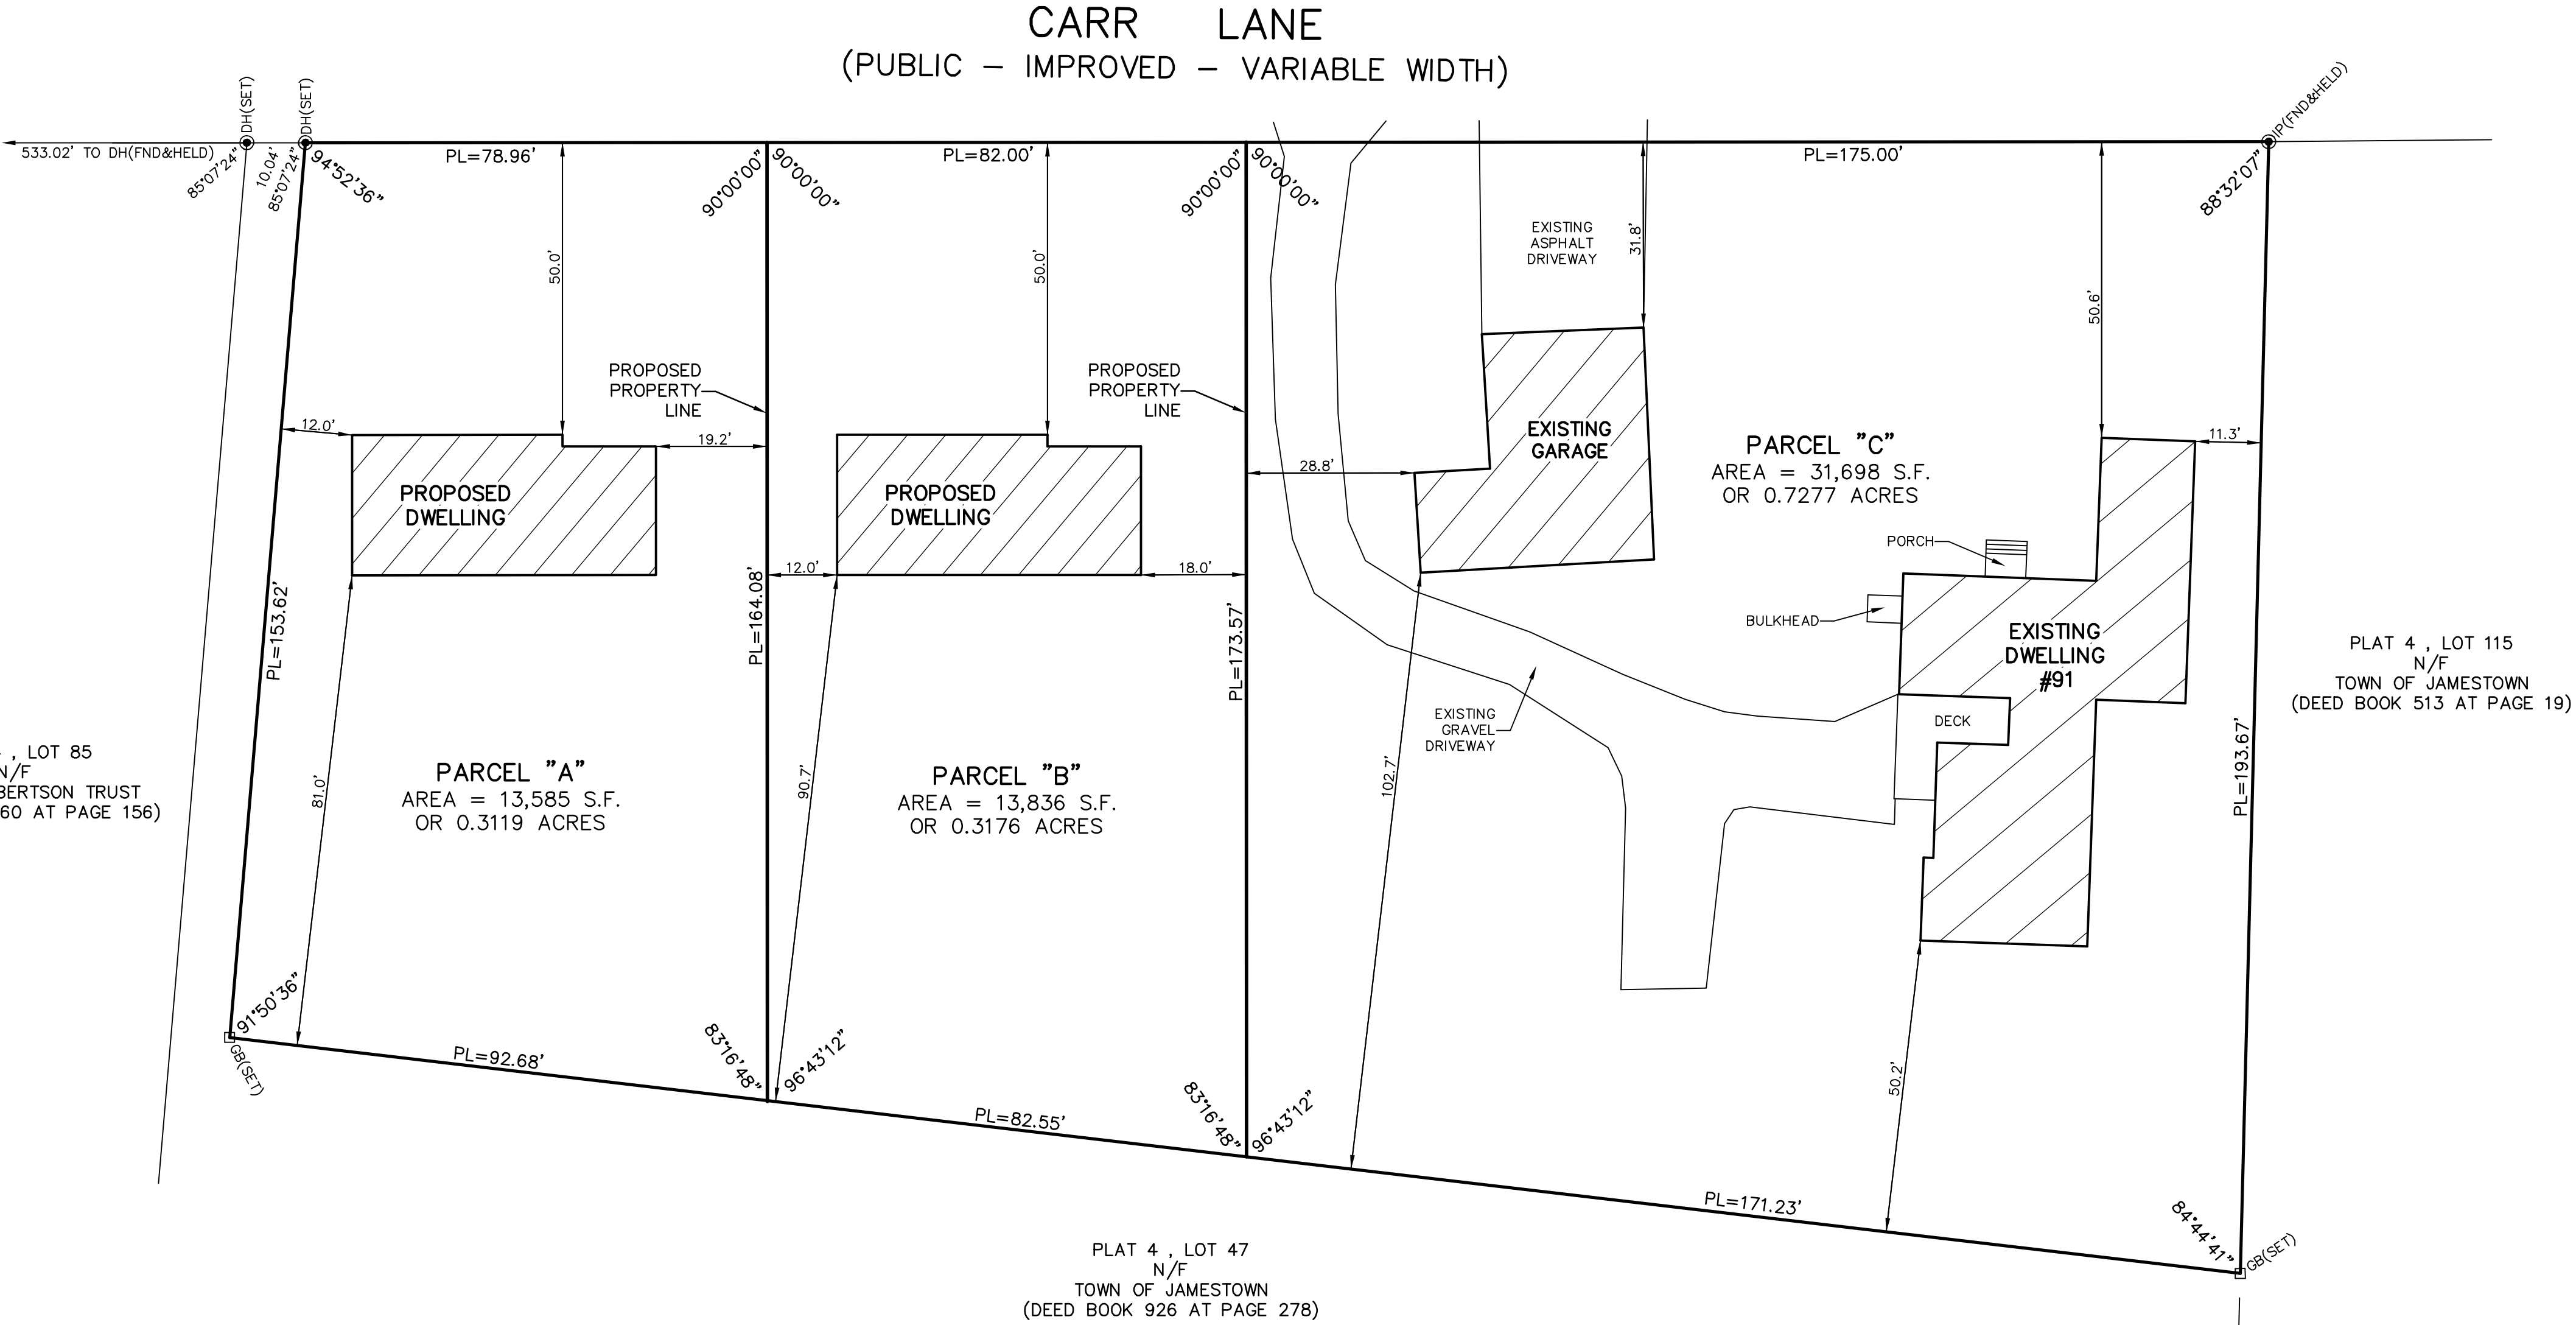 CARR LANE
(PUBLIC – IMPROVED – VARIABLE WIDTH)
DH(SET)
DH(SET)
IP(FND&HELD)
533.02' TO DH(FND&HELD)
85°07'24"
10.04'
85°07'24"
94°52'36"
PL=78.96'
90°00'00"
90°00'00"
PL=82.00'
90°00'00"
90°00'00"
PL=175.00'
88°32'07"
50.0'
50.0'
EXISTING
ASPHALT
DRIVEWAY
31.8'
50.6'
PROPOSED
PROPERTY
LINE
PROPOSED
PROPERTY
LINE
12.0'
19.2'
28.8'
11.3'
PROPOSED
DWELLING
PROPOSED
DWELLING
EXISTING
GARAGE
PARCEL "C"
AREA = 31,698 S.F.
OR 0.7277 ACRES
PORCH
BULKHEAD
12.0'
18.0'
PL=153.62'
PL=164.08'
PL=173.57'
EXISTING
DWELLING
#91
DECK
EXISTING
GRAVEL
DRIVEWAY
PLAT 4 , LOT 115
N/F
TOWN OF JAMESTOWN
(DEED BOOK 513 AT PAGE 19)
PL=193.67'
, LOT 85
N/F
BERTSON TRUST
60 AT PAGE 156)
81.0'
PARCEL "A"
AREA = 13,585 S.F.
OR 0.3119 ACRES
90.7'
PARCEL "B"
AREA = 13,836 S.F.
OR 0.3176 ACRES
102.7'
50.2'
91°50'36"
GB(SET)
PL=92.68'
83°16'48"
96°43'12"
PL=82.55'
83°16'48"
96°43'12"
PL=171.23'
84°44'41"
GB(SET)
PLAT 4 , LOT 47
N/F
TOWN OF JAMESTOWN
(DEED BOOK 926 AT PAGE 278)